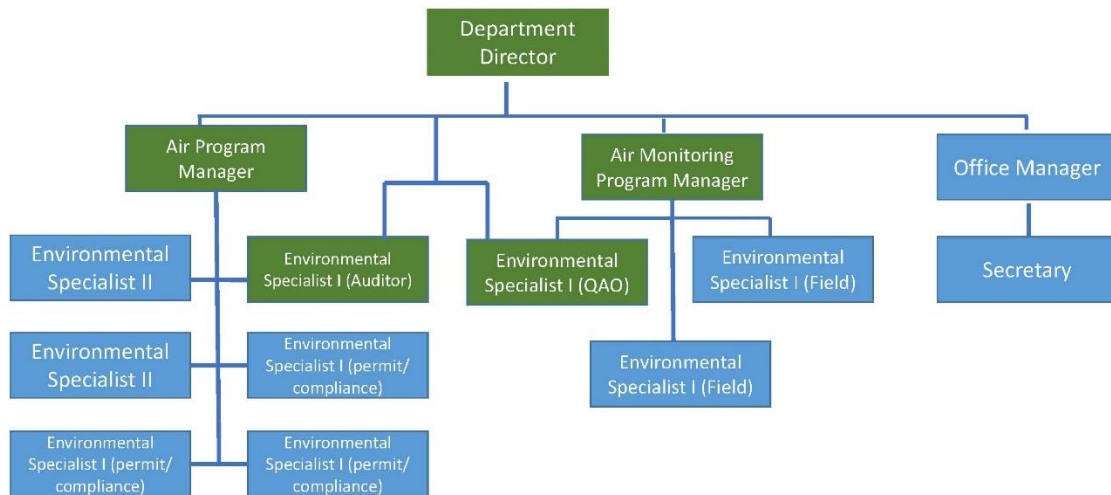 Department
Director
Air Program
Manager
Air Monitoring
Program Manager
Office Manager
Environmental
Specialist II
Environmental
Specialist I (Auditor)
Environmental
Specialist I (QAO)
Environmental
Specialist I (Field)
Secretary
Environmental
Specialist II
Environmental
Specialist I (permit/
compliance)
Environmental
Specialist I (Field)
Environmental
Specialist I (permit/
compliance)
Environmental
Specialist I (permit/
compliance)